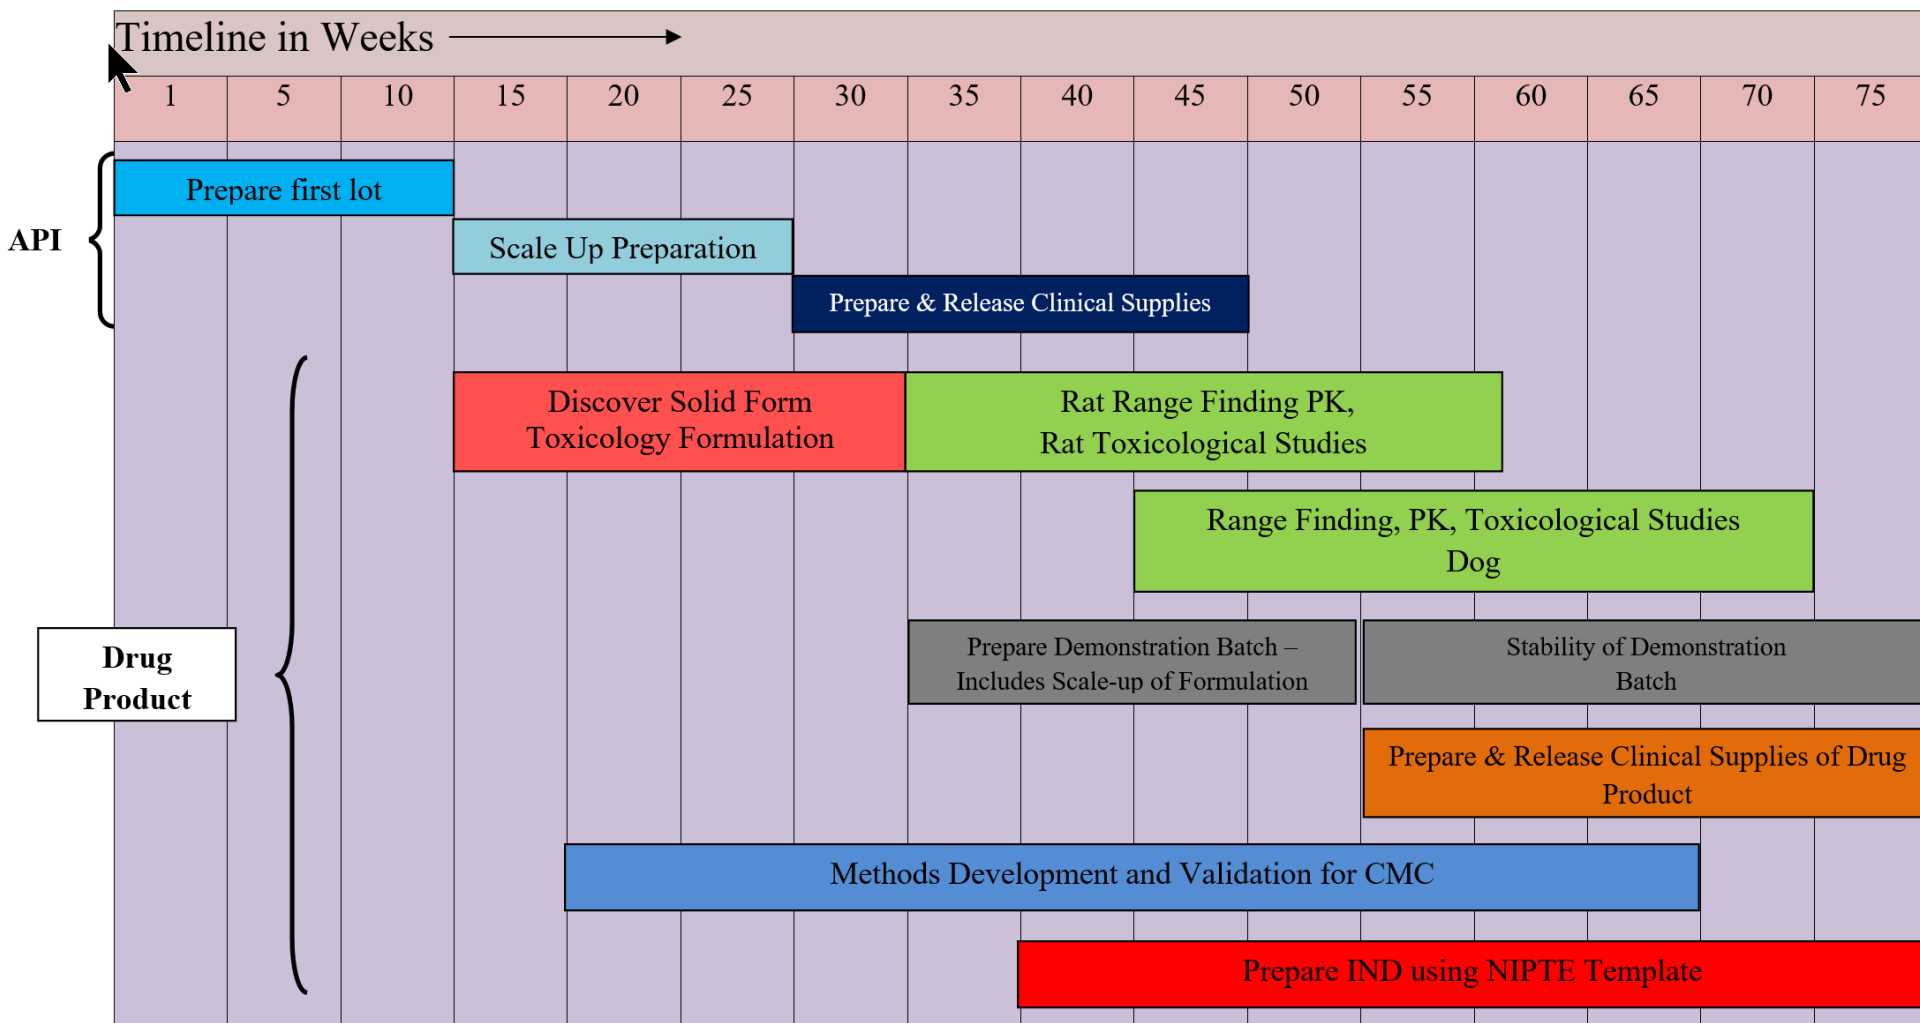 Timeline in Weeks
1 5 10 15 20 25 30 35 40 45 50 55 60 65 70 75
API
Prepare first lot
Scale Up Preparation
Prepare & Release Clinical Supplies
Discover Solid Form
Toxicology Formulation
Rat Range Finding PK,
Rat Toxicological Studies
Range Finding, PK, Toxicological Studies
Dog
Drug
Product
Prepare Demonstration Batch –
Includes Scale-up of Formulation
Stability of Demonstration
Batch
Prepare & Release Clinical Supplies of Drug
Product
Methods Development and Validation for CMC
Prepare IND using NIPTE Template